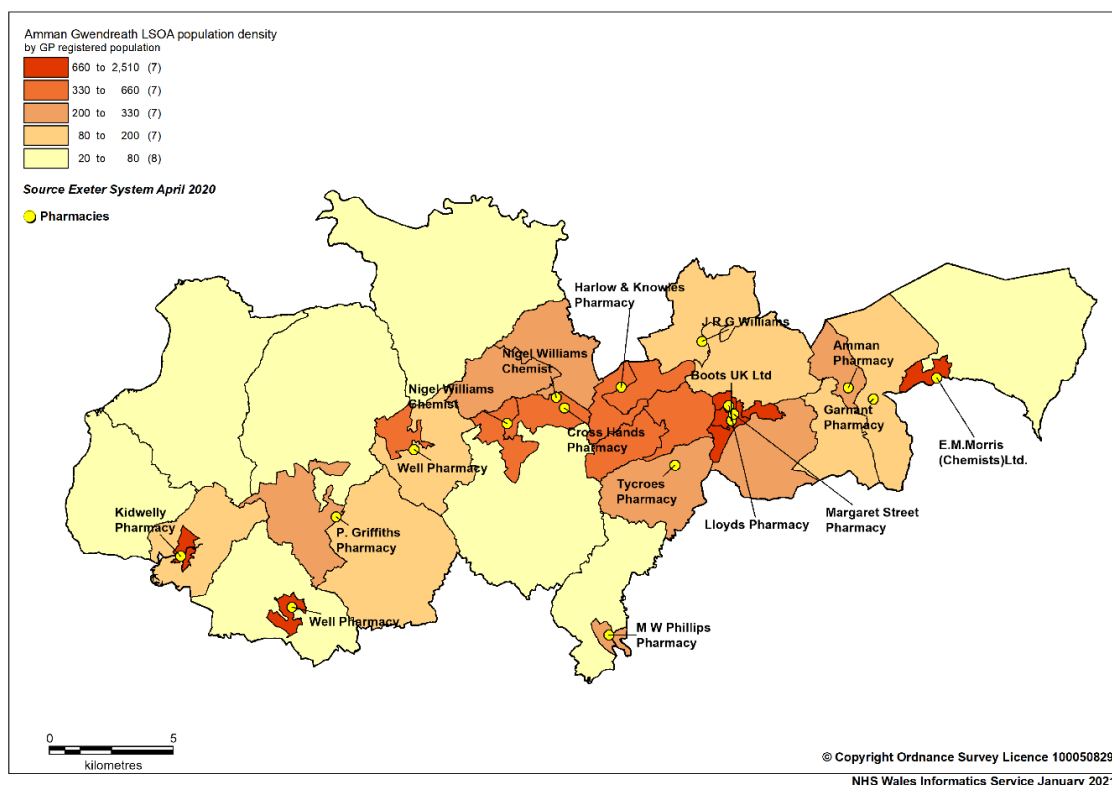 Amman Gwendreath LSOA population density
by GP registered population
660 to 2,510 (7)
330 to 660 (7)
200 to 330 (7)
80 to 200 (7)
20 to 80 (8)
Source Exeter System April 2020
Pharmacies
Harlow & Knowles
Pharmacy
J R G Williams
Nigel Williams
Chemist
Amman
Pharmacy
Boots UK Ltd
Nigel Williams
Chemist
Garnant
Pharmacy
Cross Hands
Pharmacy
E.M.Morris
(Chemists)Ltd.
Well Pharmacy
Tycroes
Pharmacy
Kidwelly
Pharmacy
Margaret Street
Pharmacy
Lloyds Pharmacy
P. Griffiths
Pharmacy
Well Pharmacy
M W Phillips
Pharmacy
0 5
kilometres
© Copyright Ordnance Survey Licence 100050829
NHS Wales Informatics Service January 2021